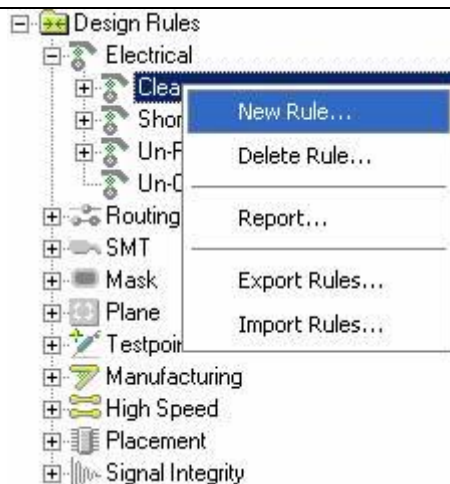 Design Rules
Electrical
Clea
New Rule...
Shor
Un-
Delete Rule...
Un-
Routing
Report...
SMT
Mask
Export Rules...
Plane
Import Rules...
Testpoin
Manufacturing
High Speed
Placement
Signal Integrity